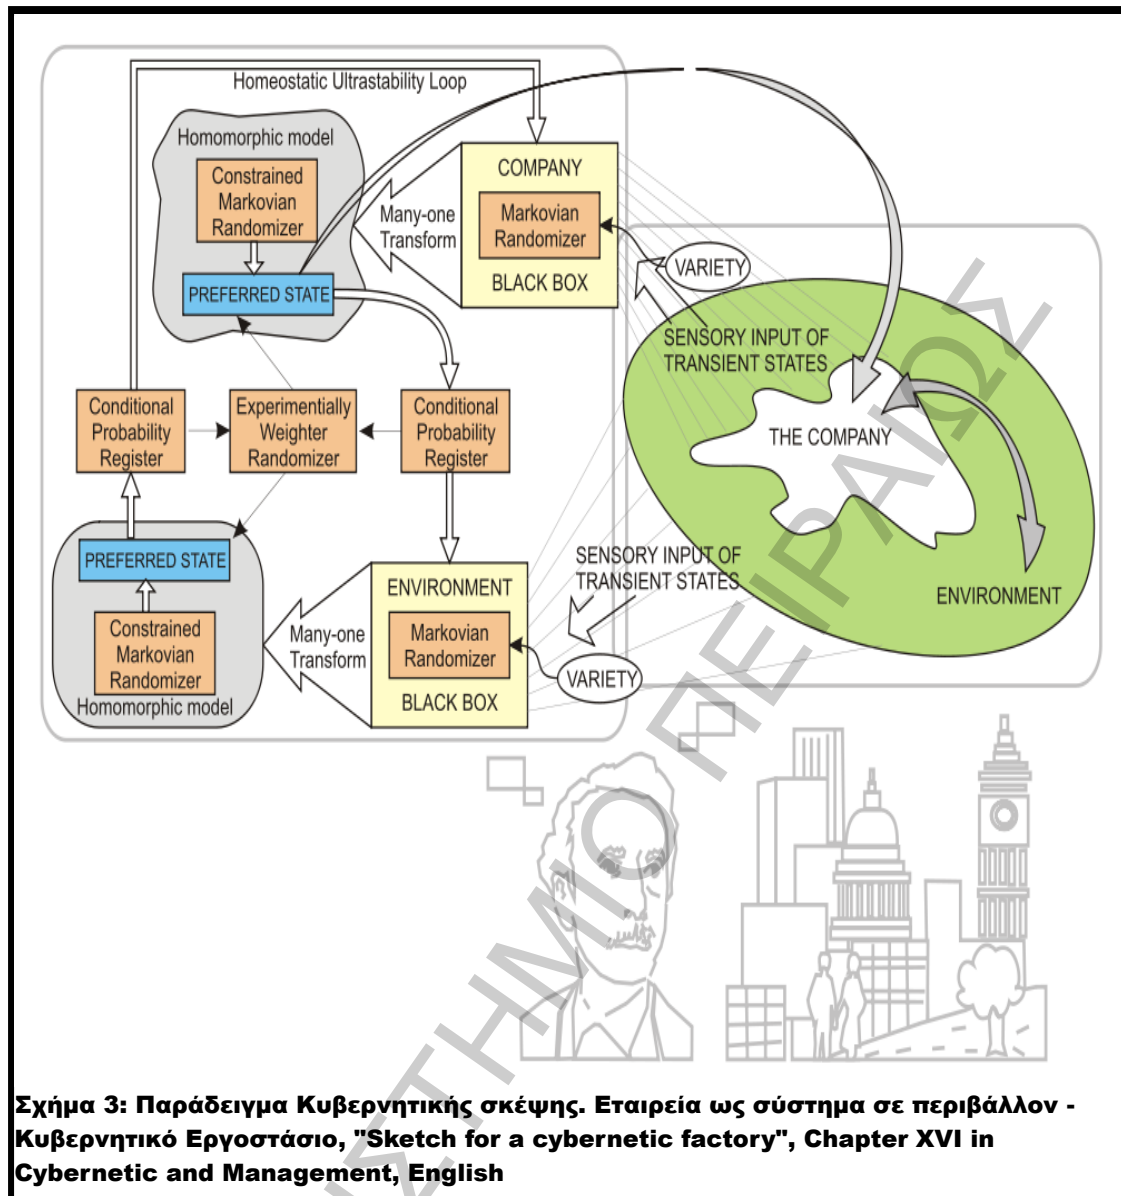 Homeostatic Ultrastability Loop
Homomorphic model
Constrained
Markovian
Randomizer
PREFERRED STATE
Many-one
Transform
COMPANY
Markovian
Randomizer
BLACK BOX
VARIETY
SENSORY INPUT OF
TRANSIENT STATES
THE COMPANY
ENVIRONMENT
Conditional
Probability
Register
Experimentially
Weighter
Randomizer
Conditional
Probability
Register
PREFERRED STATE
Constrained
Markovian
Randomizer
Homomorphic model
Many-one
Transform
ENVIRONMENT
Markovian
Randomizer
BLACK BOX
SENSORY INPUT OF
TRANSIENT STATES
VARIETY
ΙΣΤΗΜΙΟ ΠΕΙΡΑΙΩΣ
Σχήμα 3: Παράδειγμα Κυβερνητικής σκέψης. Εταιρεία ως σύστημα σε περιβάλλον -
Κυβερνητικό Εργοστάσιο, "Sketch for a cybernetic factory", Chapter XVI in
Cybernetic and Management, English